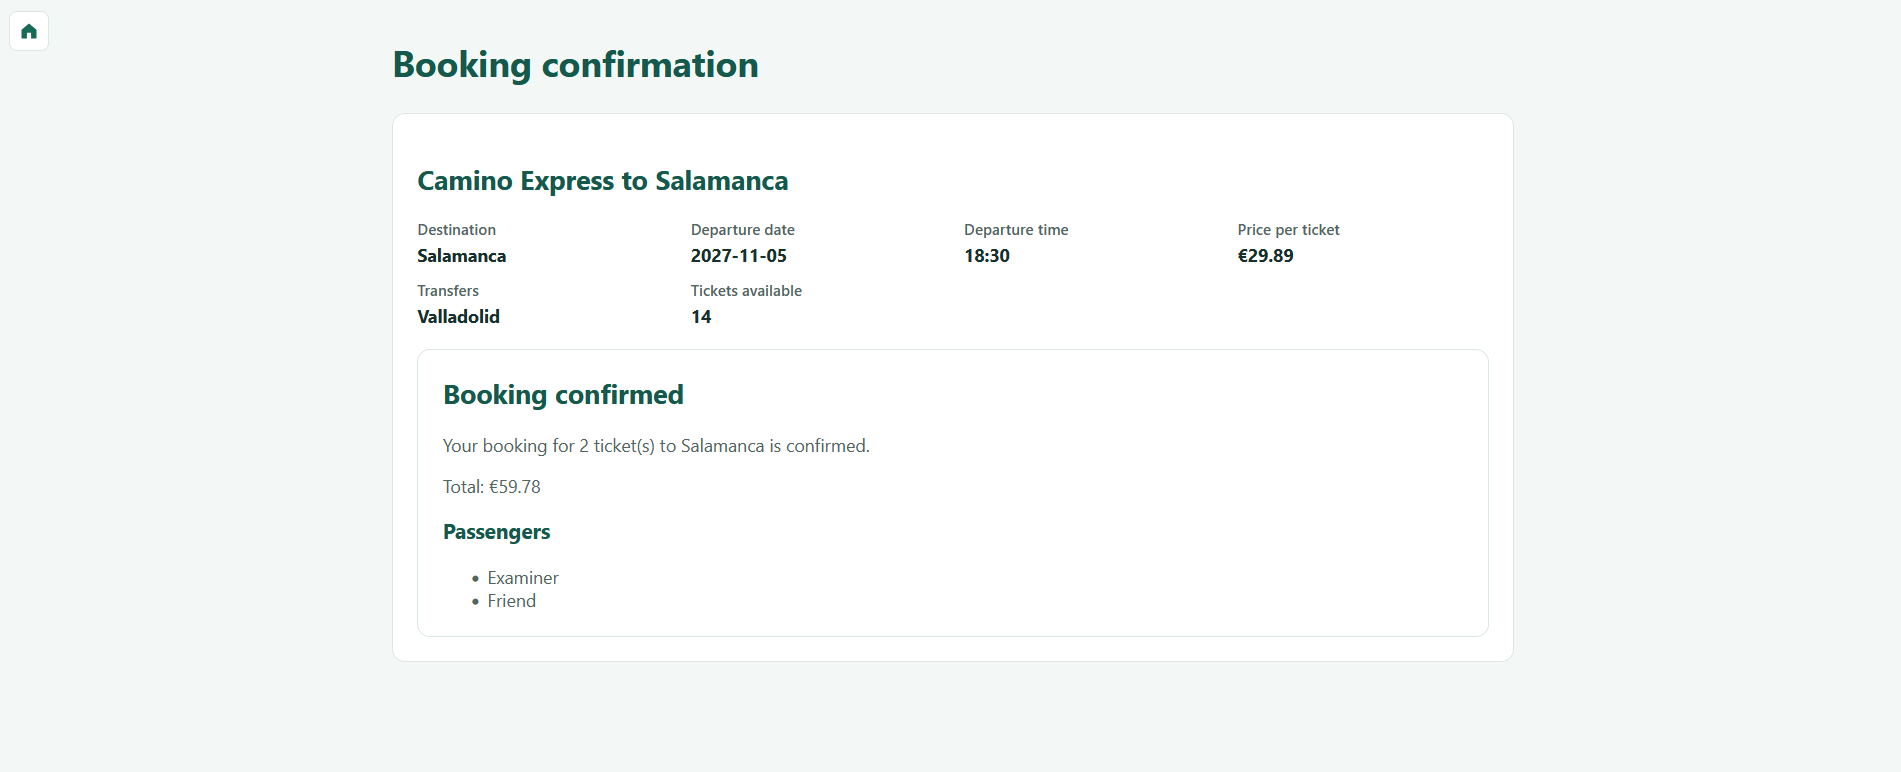 Booking confirmation
Camino Express to Salamanca
Destination
Salamanca
Departure date
2027-11-05
Departure time
18:30
Price per ticket
€29.89
Transfers
Valladolid
Tickets available
14
Booking confirmed
Your booking for 2 ticket(s) to Salamanca is confirmed.
Total: €59.78
Passengers
• Examiner
• Friend